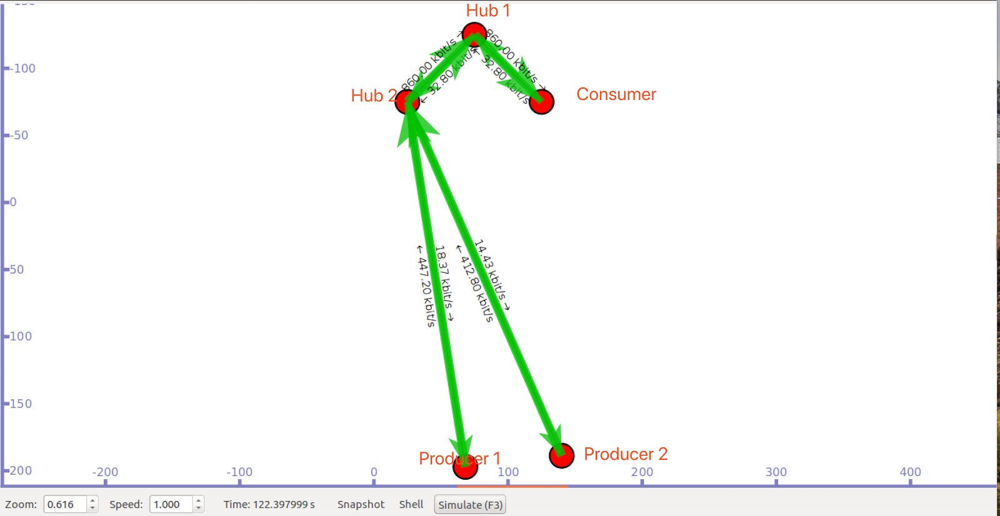 -150
Hub 1
860.00 kbit/s →
← 32.80 kbit/s
860.00 kbit/s →
← 32.80 kbit/s
-100
Hub 2
Consumer
-50
0
50
18.37 kbit/s →
← 447.20 kbit/s
14.43 kbit/s →
← 412.80 kbit/s
100
150
Producer 1
Producer 2
200
-200
-100
0
100
200
300
400
Zoom: 0.616 Speed: 1.000 Time: 122.397999 s Snapshot Shell Simulate (F3)